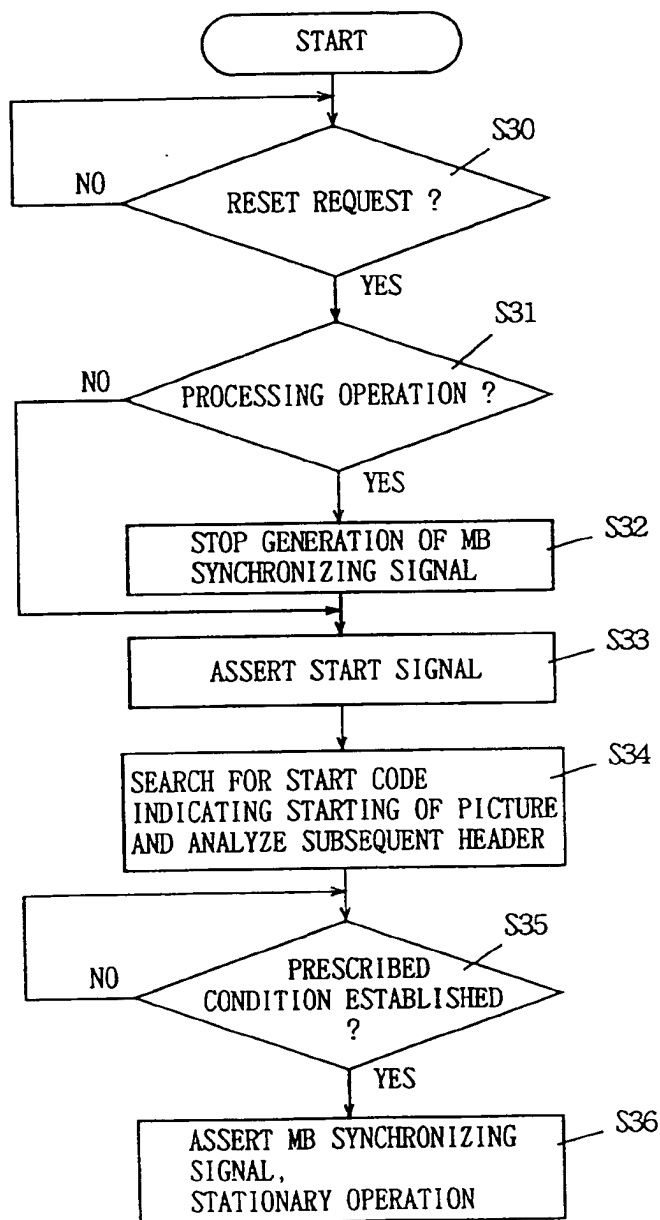 START
S30
NO
RESET REQUEST ?
YES
S31
NO
PROCESSING OPERATION ?
YES
S32
STOP GENERATION OF MB
SYNCHRONIZING SIGNAL
S33
ASSERT START SIGNAL
S34
SEARCH FOR START CODE
INDICATING STARTING OF PICTURE
AND ANALYZE SUBSEQUENT HEADER
S35
NO
PRESCRIBED
CONDITION ESTABLISHED
?
YES
S36
ASSERT MB SYNCHRONIZING
SIGNAL,
STATIONARY OPERATION